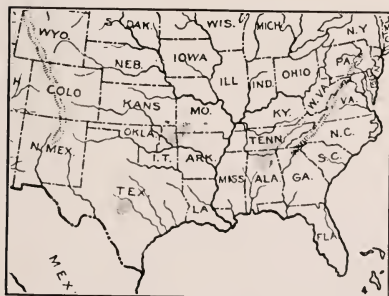 WYO.
S. DAK.
WIS.
MICH.
N.Y
NEB.
IOWA
ILL
IND.
OHIO
PA.
W.VA.
VA.
COLO
KANS
MO.
KY.
N.C.
N.MEX.
OKLA.
I.T.
ARK.
TENN.
S.C.
TEX.
LA
MISS.
ALA.
GA.
FLA.
MEX.